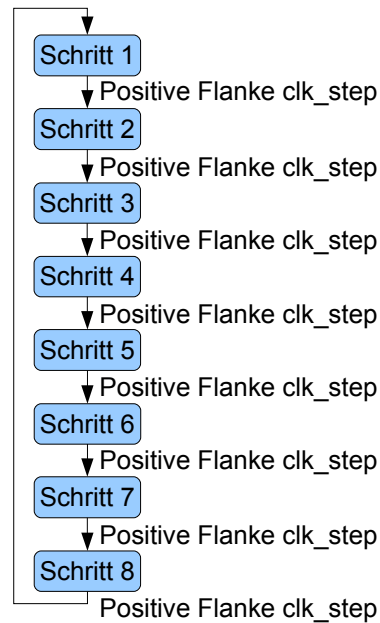 Schritt 1
Positive Flanke clk_step
Schritt 2
Positive Flanke clk_step
Schritt 3
Positive Flanke clk_step
Schritt 4
Positive Flanke clk_step
Schritt 5
Positive Flanke clk_step
Schritt 6
Positive Flanke clk_step
Schritt 7
Positive Flanke clk_step
Schritt 8
Positive Flanke clk_step